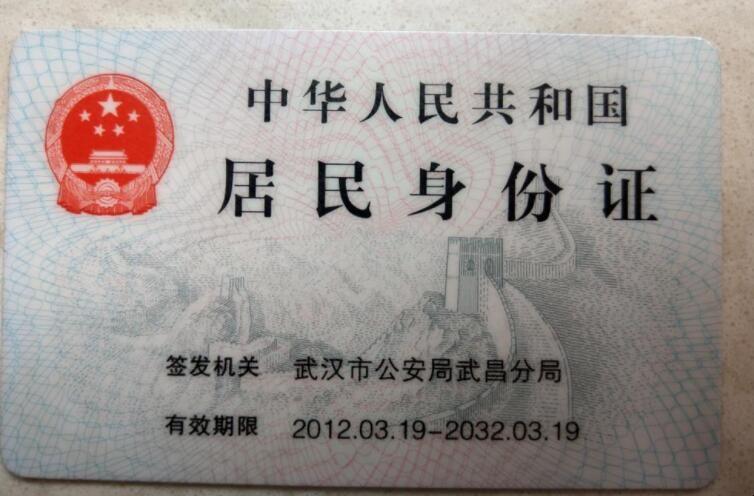 中华人民共和国
居民身份证
签发机关 武汉市公安局武昌分局
有效期限 2012.03.19-2032.03.19